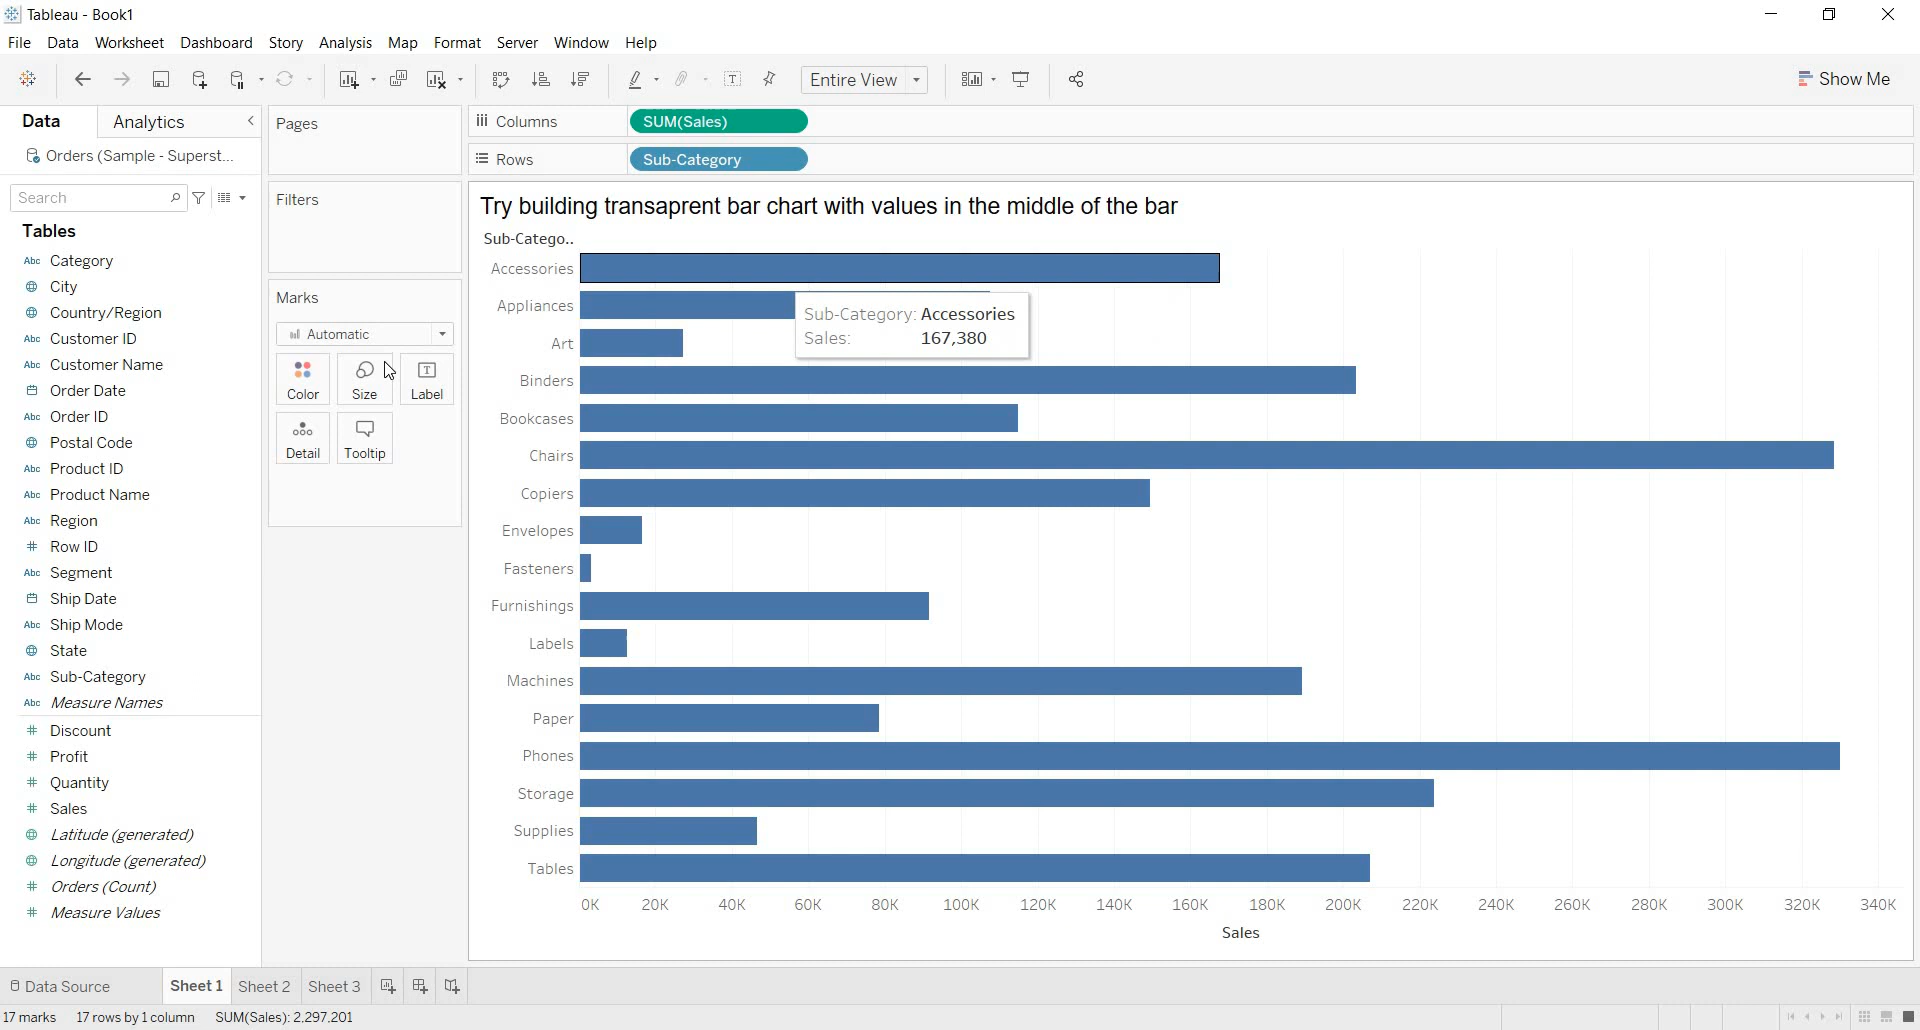 Tableau - Book1
File Data Worksheet Dashboard Story Analysis Map Format Server Window Help
Entire View
Show Me
Data Analytics
Orders (Sample - Superst...
Search
Tables
Category
City
Country/Region
Customer ID
Customer Name
Order Date
Order ID
Postal Code
Product ID
Product Name
Region
Row ID
Segment
Ship Date
Ship Mode
State
Sub-Category
Measure Names
Discount
Profit
Quantity
Sales
Latitude (generated)
Longitude (generated)
Orders (Count)
Measure Values
Pages
Filters
Marks
Automatic
Color Size Label
Detail Tooltip
Columns SUM(Sales)
Rows Sub-Category
Try building transaprent bar chart with values in the middle of the bar
Sub-Catego..
Accessories
Appliances
Art
Binders
Bookcases
Chairs
Copiers
Envelopes
Fasteners
Furnishings
Labels
Machines
Paper
Phones
Storage
Supplies
Tables
Sub-Category: Accessories
Sales: 167,380
0K 20K 40K 60K 80K 100K 120K 140K 160K 180K 200K 220K 240K 260K 280K 300K 320K 340K
Sales
Data Source Sheet 1 Sheet 2 Sheet 3
17 marks 17 rows by 1 column SUM(Sales): 2,297,201